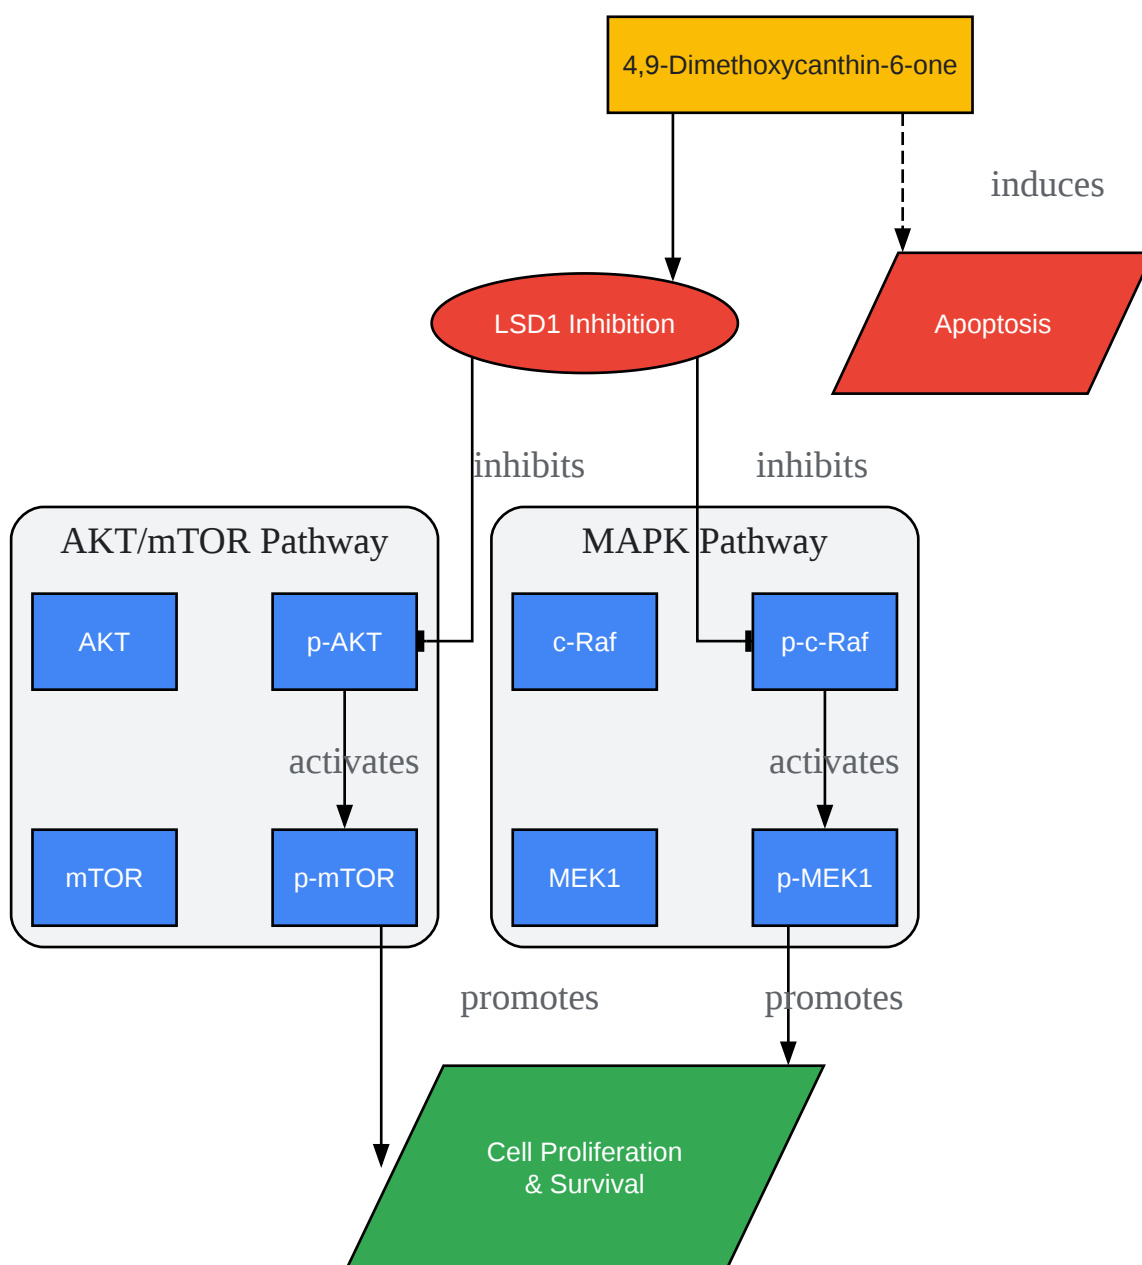 4,9-Dimethoxycanthin-6-one
induces
LSD1 Inhibition
Apoptosis
inhibits
inhibits
AKT/mTOR Pathway
MAPK Pathway
AKT
p-AKT
c-Raf
p-c-Raf
activates
activates
mTOR
p-mTOR
MEK1
p-MEK1
promotes
promotes
Cell Proliferation
& Survival